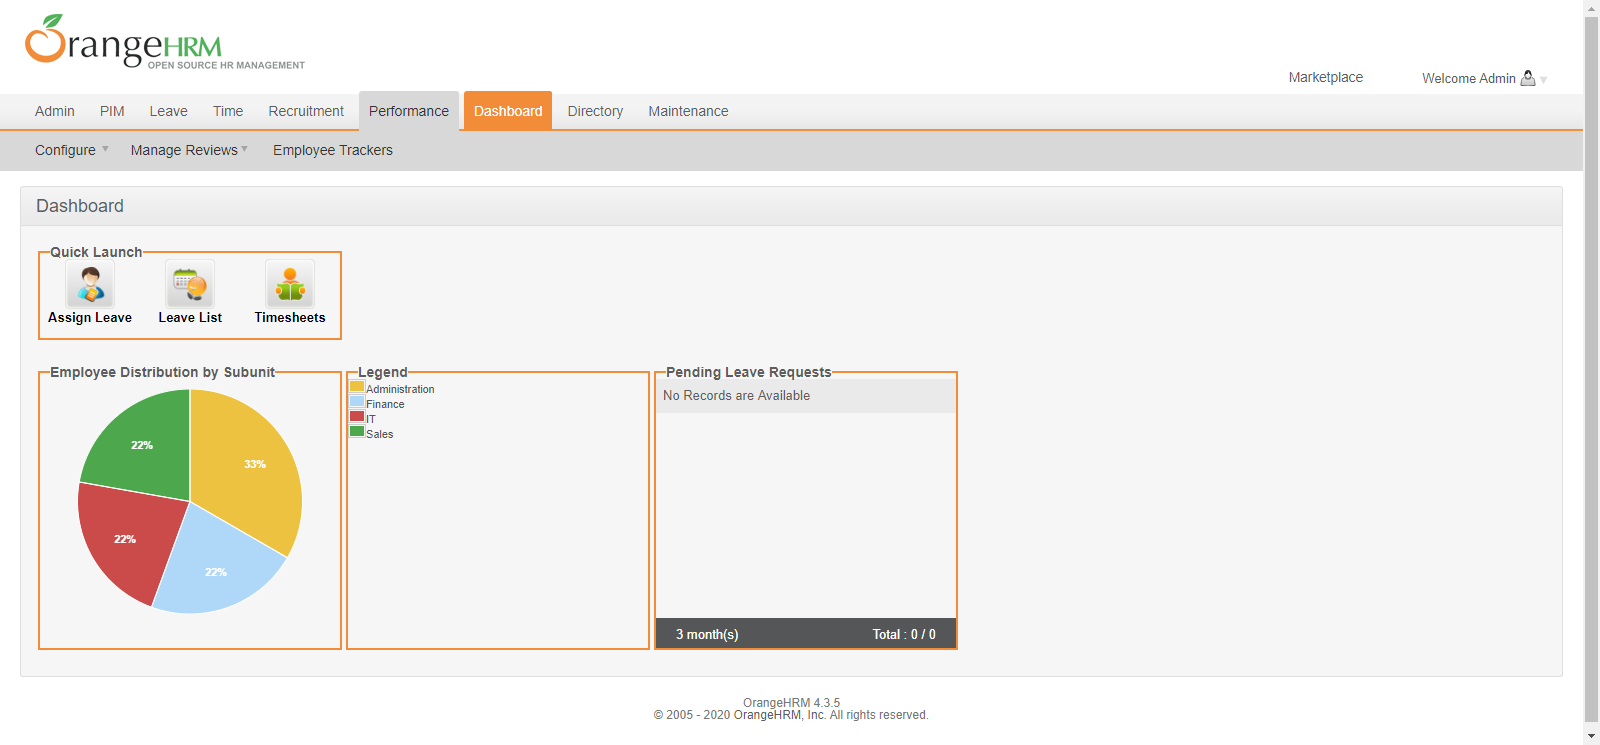 OrangeHRM
OPEN SOURCE HR MANAGEMENT
Marketplace Welcome Admin
Admin PIM Leave Time Recruitment Performance Dashboard Directory Maintenance
Configure Manage Reviews Employee Trackers
Dashboard
Quick Launch
Assign Leave Leave List Timesheets
Employee Distribution by Subunit
22%
33%
22%
22%
Legend
Administration
Finance
IT
Sales
Pending Leave Requests
No Records are Available
3 month(s) Total : 0 / 0
OrangeHRM 4.3.5
© 2005 - 2020 OrangeHRM, Inc. All rights reserved.